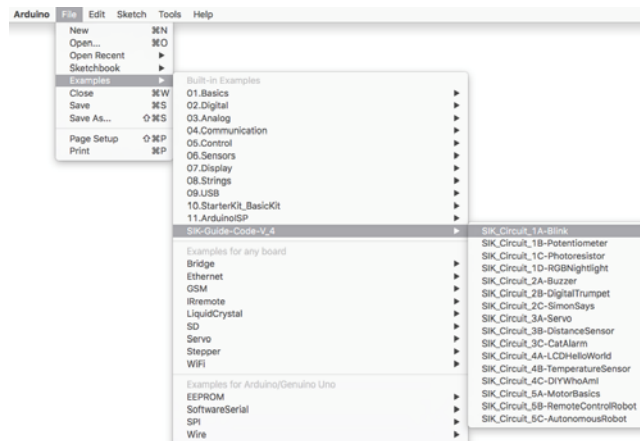 Arduino File Edit Sketch Tools Help
New ⌘N
Open... ⌘O
Open Recent
Sketchbook
Examples
Close ⌘W
Save ⌘S
Save As... ⇧⌘S
Page Setup ⇧⌘P
Print ⌘P
Built-in Examples
01.Basics
02.Digital
03.Analog
04.Communication
05.Control
06.Sensors
07.Display
08.Strings
09.USB
10.StarterKit_BasicKit
11.ArduinoISP
SIK-Guide-Code-V_4
Examples for any board
Bridge
Ethernet
GSM
IRremote
LiquidCrystal
SD
Servo
Stepper
WiFi
Examples for Arduino/Genuino Uno
EEPROM
SoftwareSerial
SPI
Wire
SIK_Circuit_1A-Blink
SIK_Circuit_1B-Potentiometer
SIK_Circuit_1C-Photoresistor
SIK_Circuit_1D-RGBNightlight
SIK_Circuit_2A-Buzzer
SIK_Circuit_2B-DigitalTrumpet
SIK_Circuit_2C-SimonSays
SIK_Circuit_3A-Servo
SIK_Circuit_3B-DistanceSensor
SIK_Circuit_3C-CatAlarm
SIK_Circuit_4A-LCDHelloWorld
SIK_Circuit_4B-TemperatureSensor
SIK_Circuit_4C-DIYWhoAmI
SIK_Circuit_5A-MotorBasics
SIK_Circuit_5B-RemoteControlRobot
SIK_Circuit_5C-AutonomousRobot